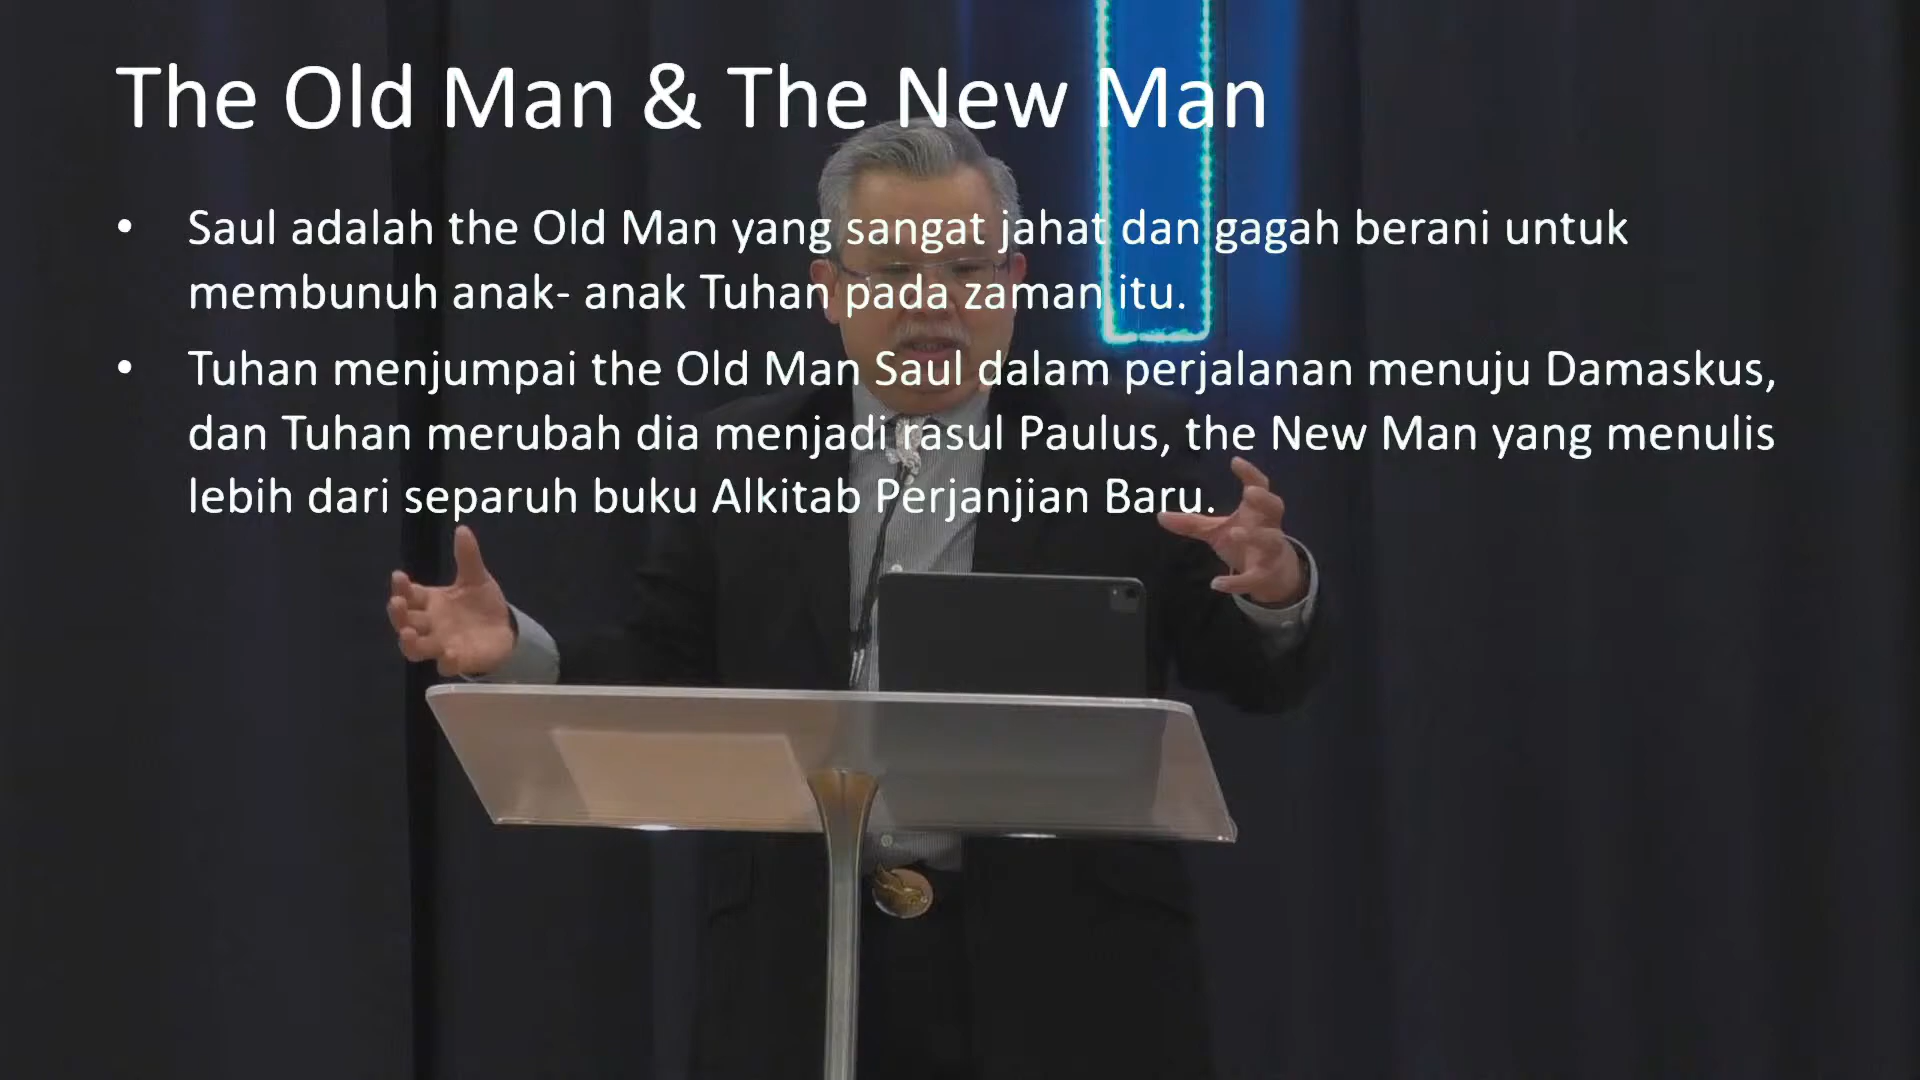 The Old Man & The New Man
• Saul adalah the Old Man yang sangat jahat dan gagah berani untuk
membunuh anak- anak Tuhan pada zaman itu.
• Tuhan menjumpai the Old Man Saul dalam perjalanan menuju Damaskus,
dan Tuhan merubah dia menjadi rasul Paulus, the New Man yang menulis
lebih dari separuh buku Alkitab Perjanjian Baru.